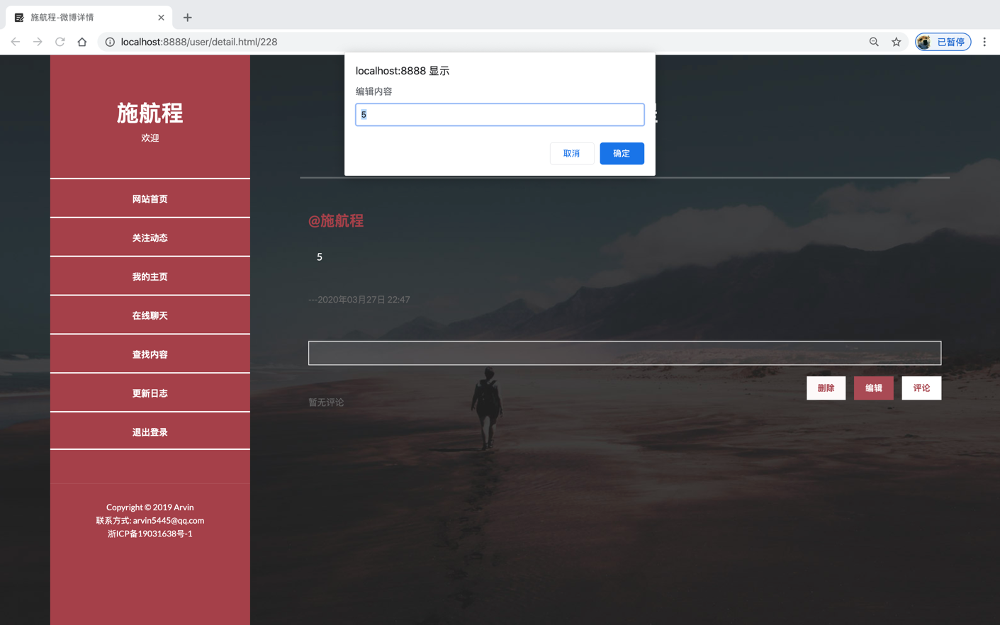 施航程-微博详情
localhost:8888/user/detail.html/228
已暂停
localhost:8888 显示
编辑内容
5
取消
确定
施航程
欢迎
网站首页
关注动态
我的主页
在线聊天
查找内容
更新日志
退出登录
Copyright © 2019 Arvin
联系方式: arvin5445@qq.com
浙ICP备19031638号-1
@施航程
5
---2020年03月27日 22:47
删除
编辑
评论
暂无评论